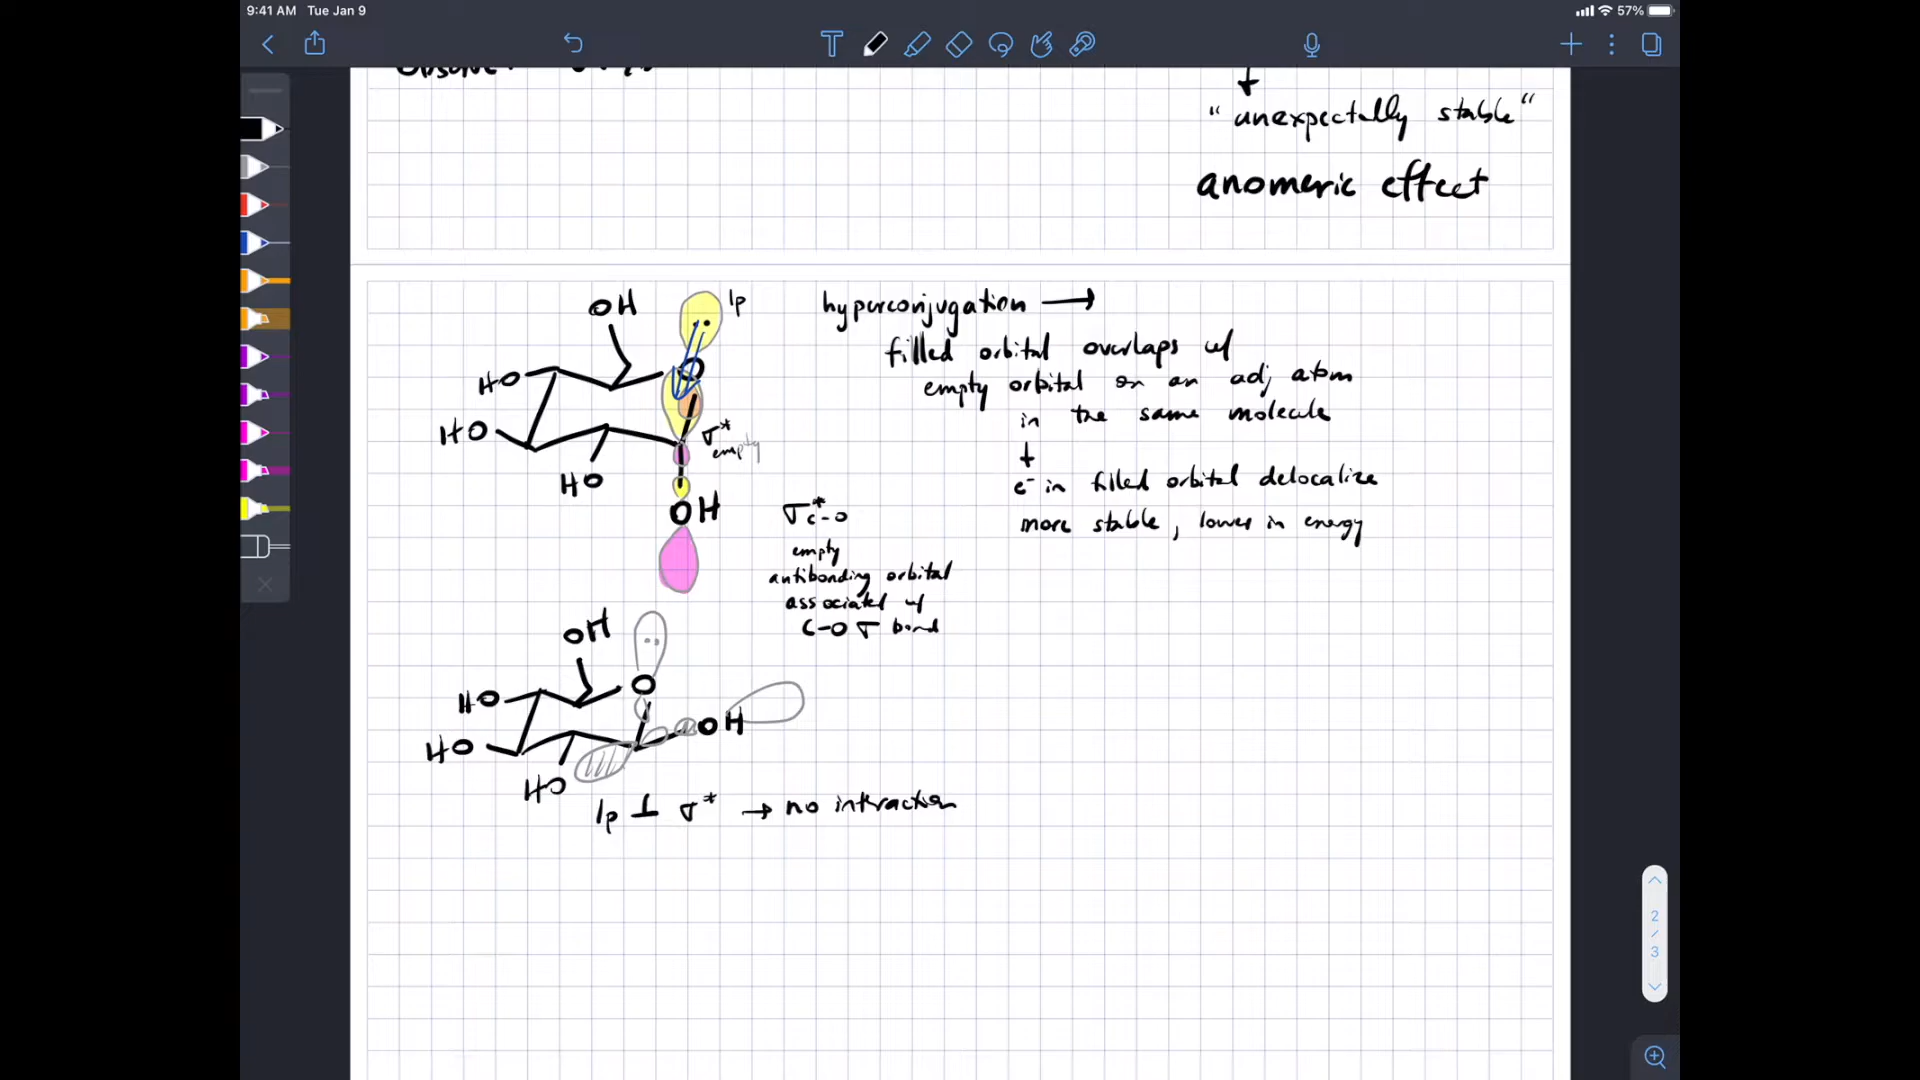 9:41 AM Tue Jan 9
57%
"unexpectally stable"
anomeric effect
OH
lp
hyperconjugation →
O
filled orbital overlaps w/
HO
empty orbital on an adj atom
HO
in the same molecule
σ*
empty
HO
e⁻ in filled orbital delocalize
OH
σ*c-o
more stable, lower in energy
empty
antibonding orbital
associated w/
C-O σ bond
OH
O
HO
OH
HO
HO
lp ⊥ σ* → no interaction
2
/
3